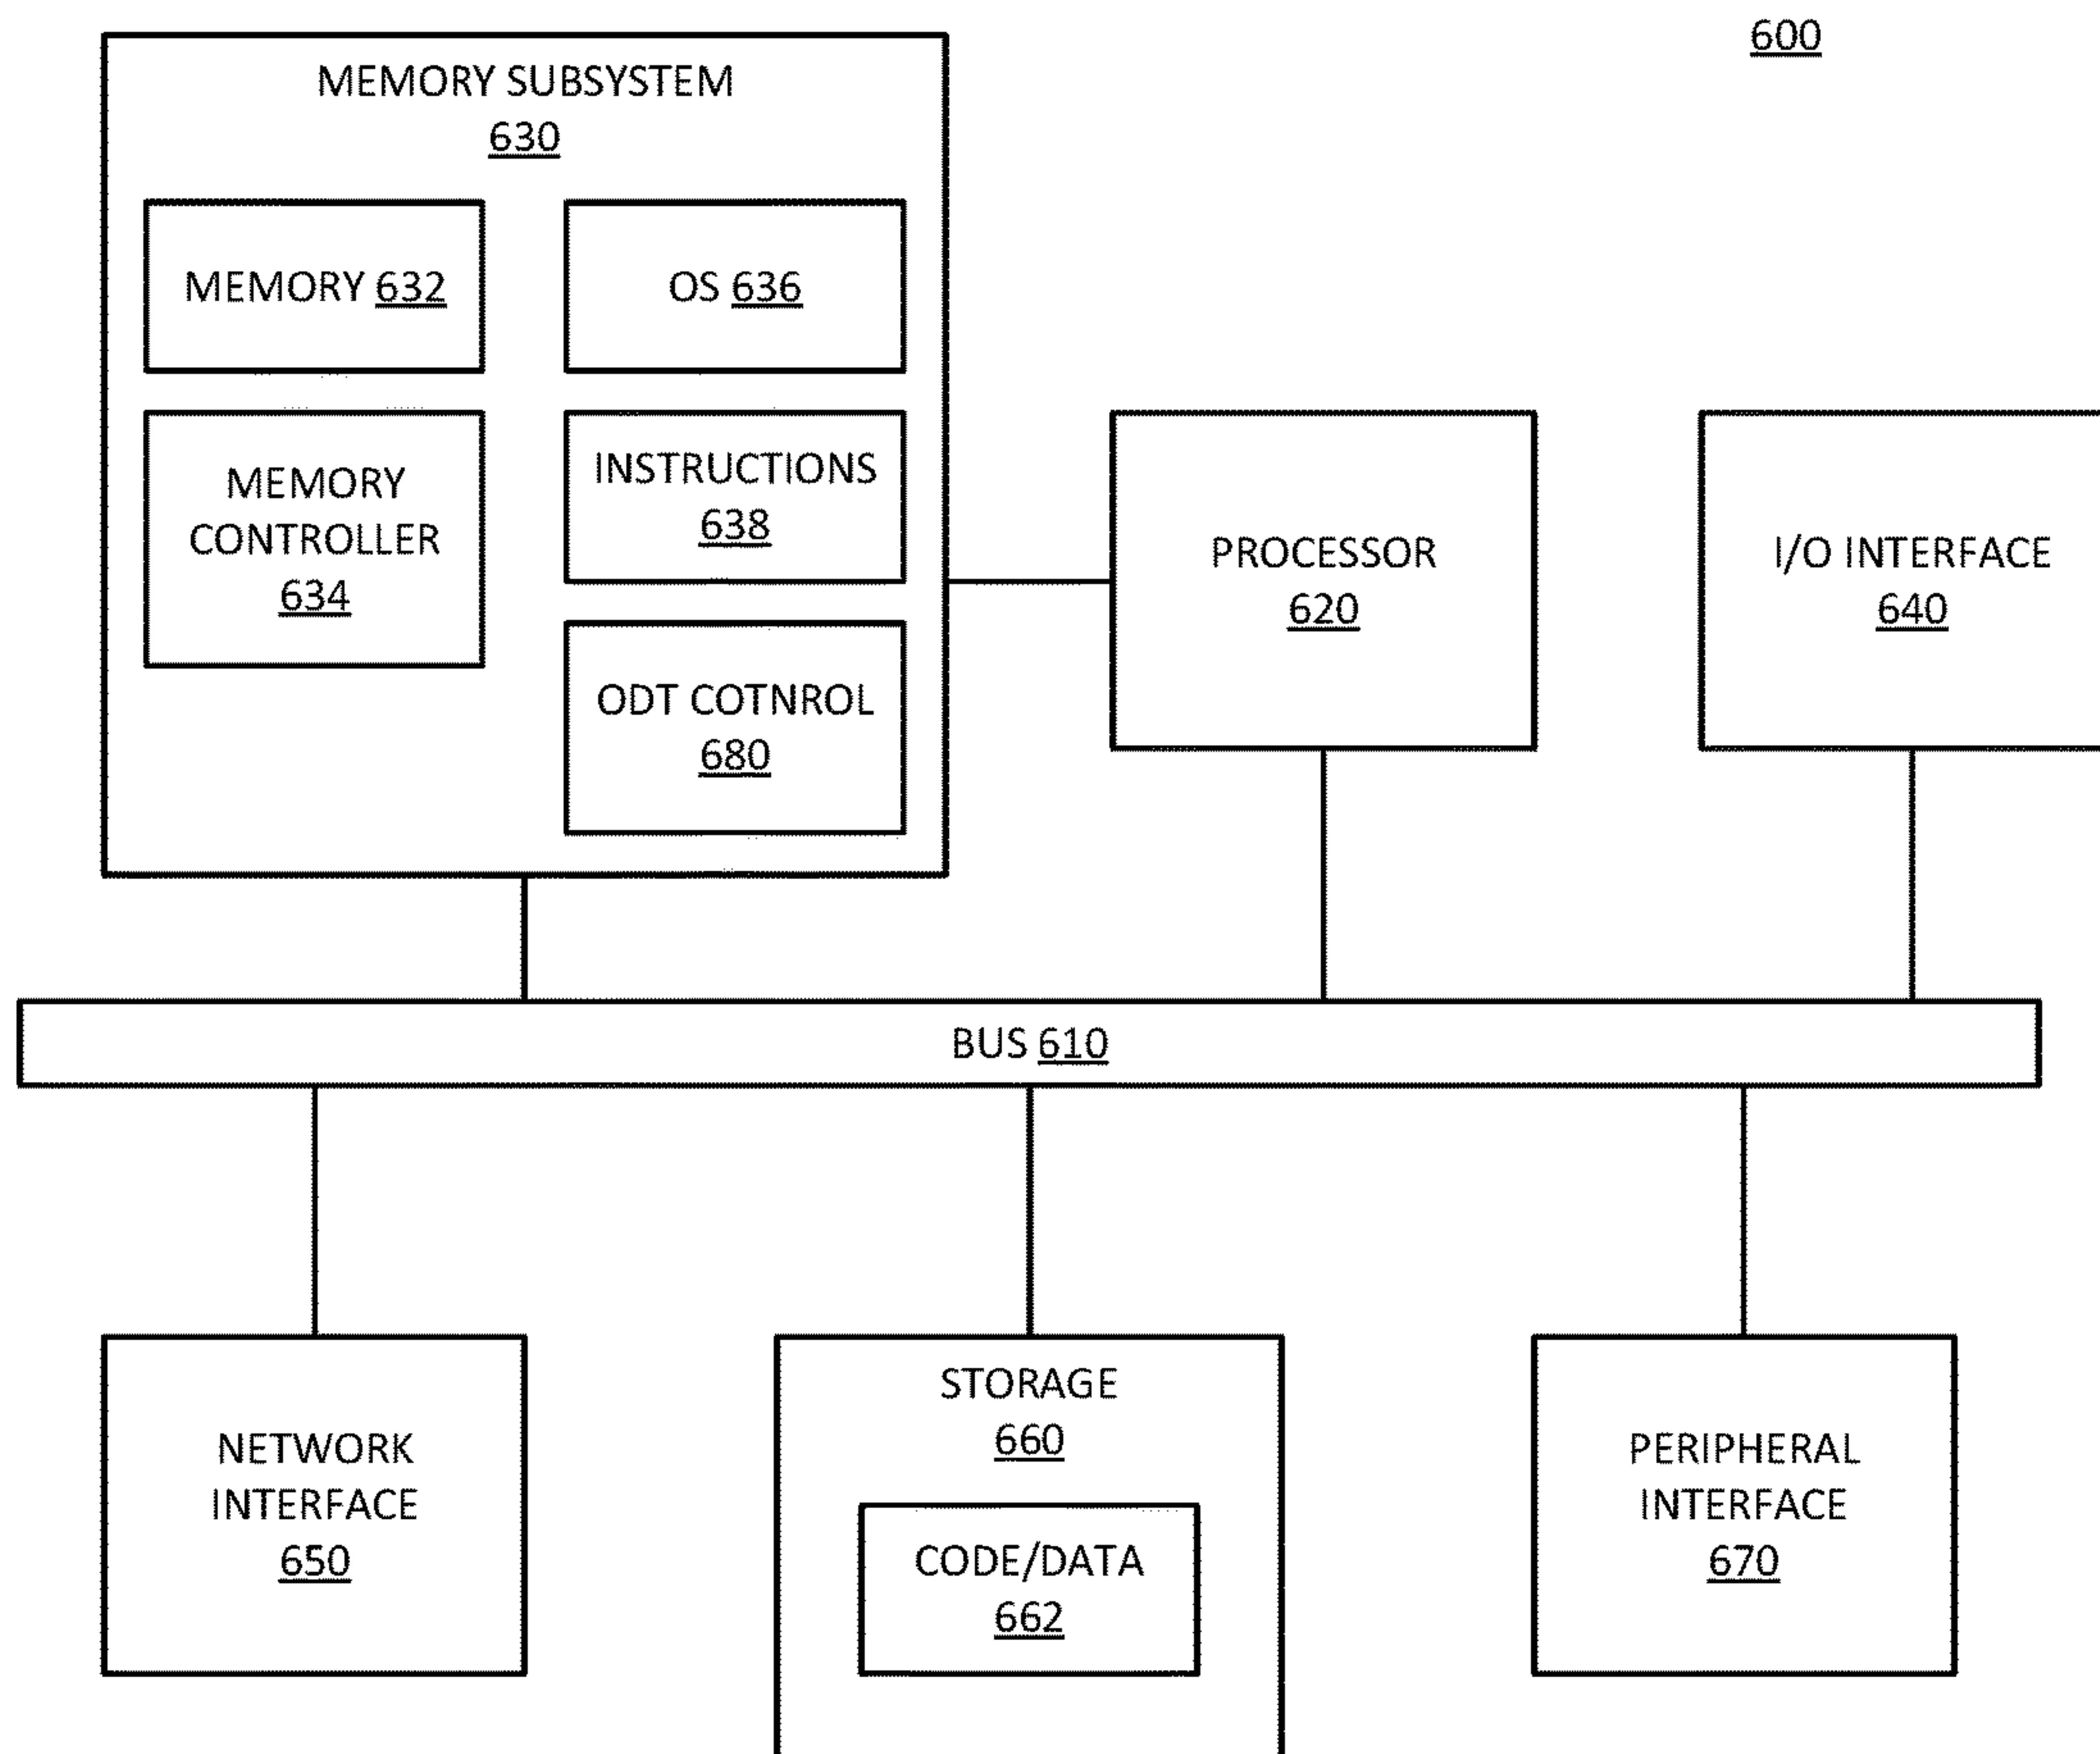 600
MEMORY SUBSYSTEM
630
MEMORY 632
OS 636
MEMORY
CONTROLLER
634
INSTRUCTIONS
638
ODT COTNROL
680
PROCESSOR
620
I/O INTERFACE
640
BUS 610
NETWORK
INTERFACE
650
STORAGE
660
CODE/DATA
662
PERIPHERAL
INTERFACE
670